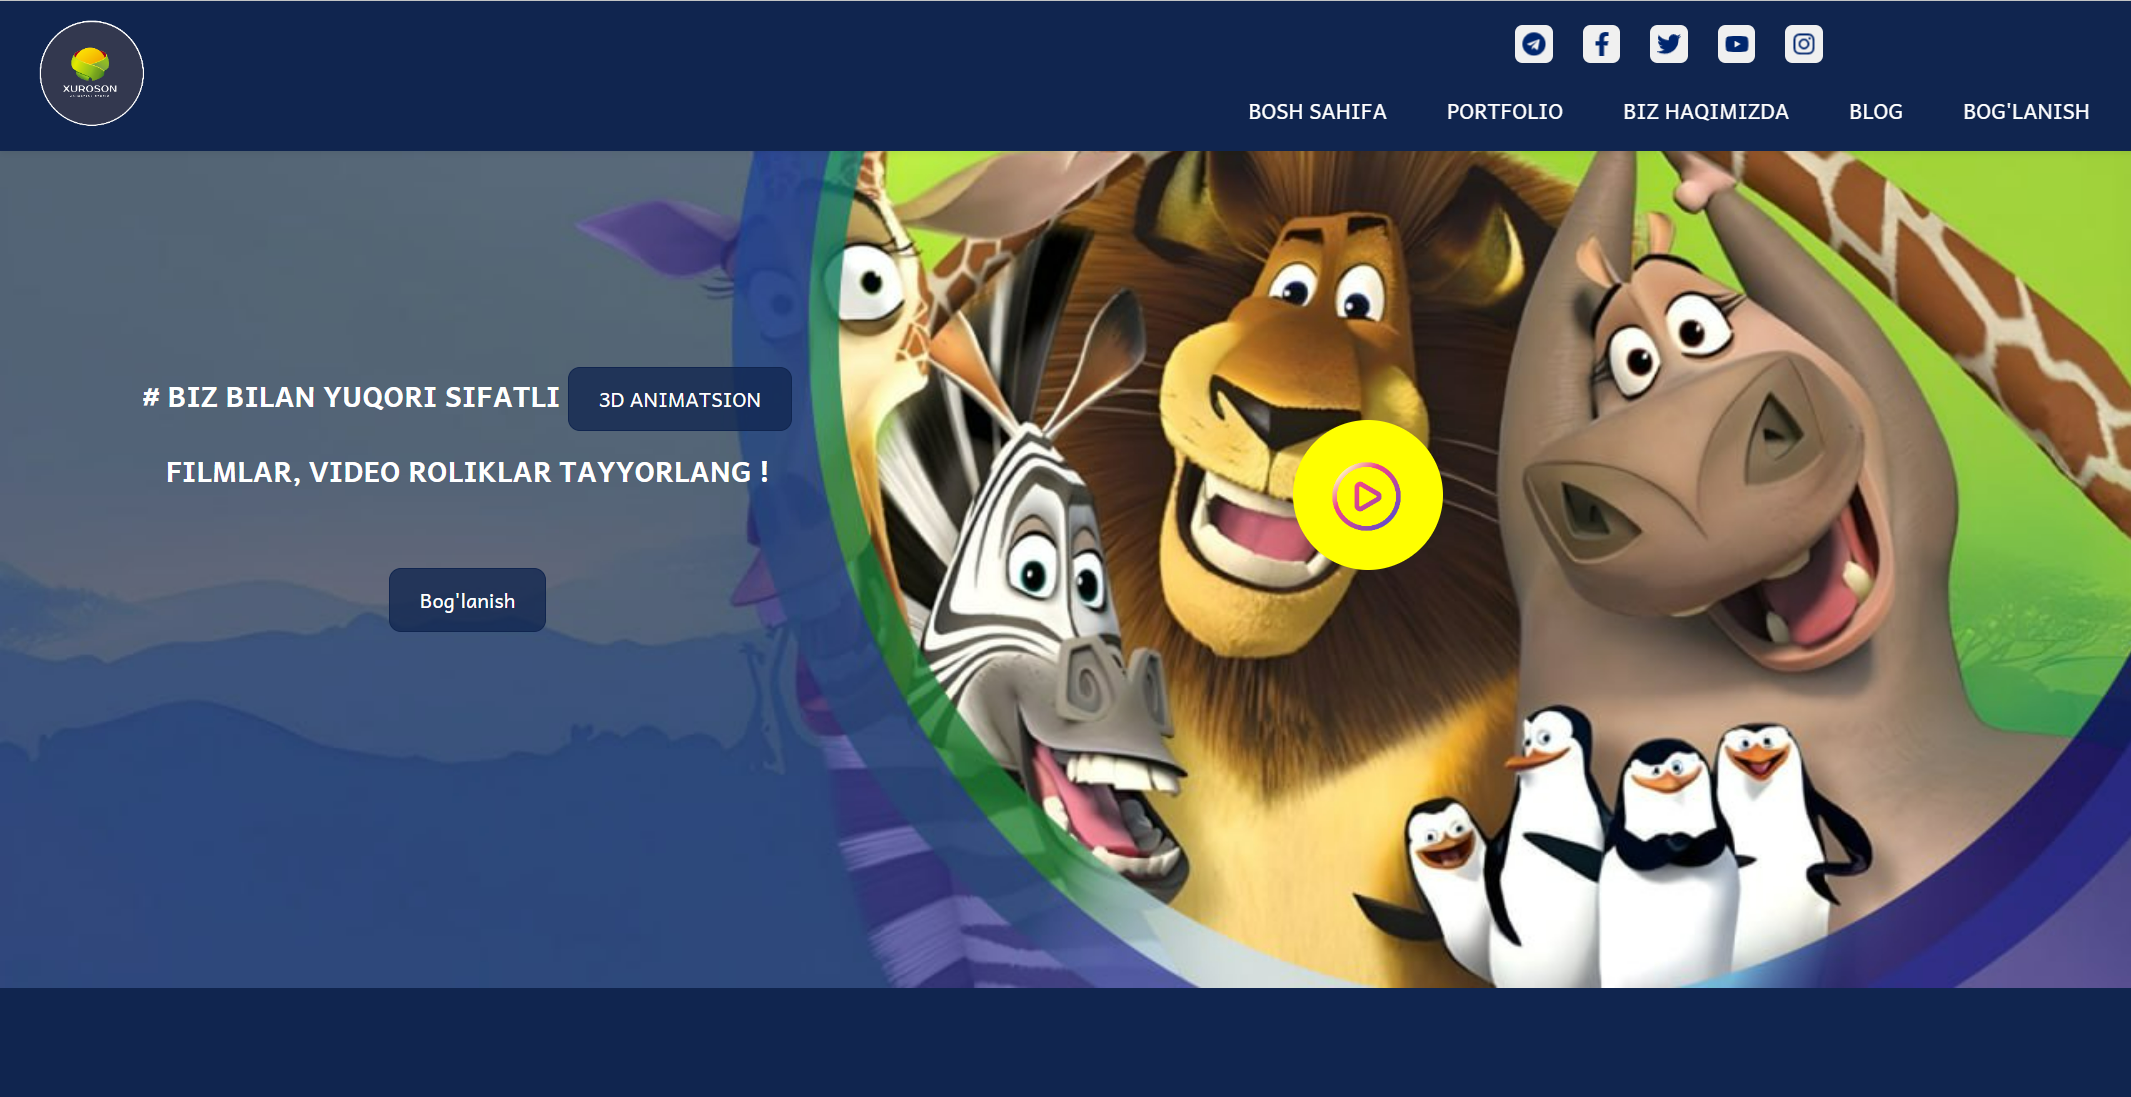 XUROSON
BOSH SAHIFA PORTFOLIO BIZ HAQIMIZDA BLOG BOG'LANISH
# BIZ BILAN YUQORI SIFATLI 3D ANIMATSION
FILMLAR, VIDEO ROLIKLAR TAYYORLANG !
Bog'lanish